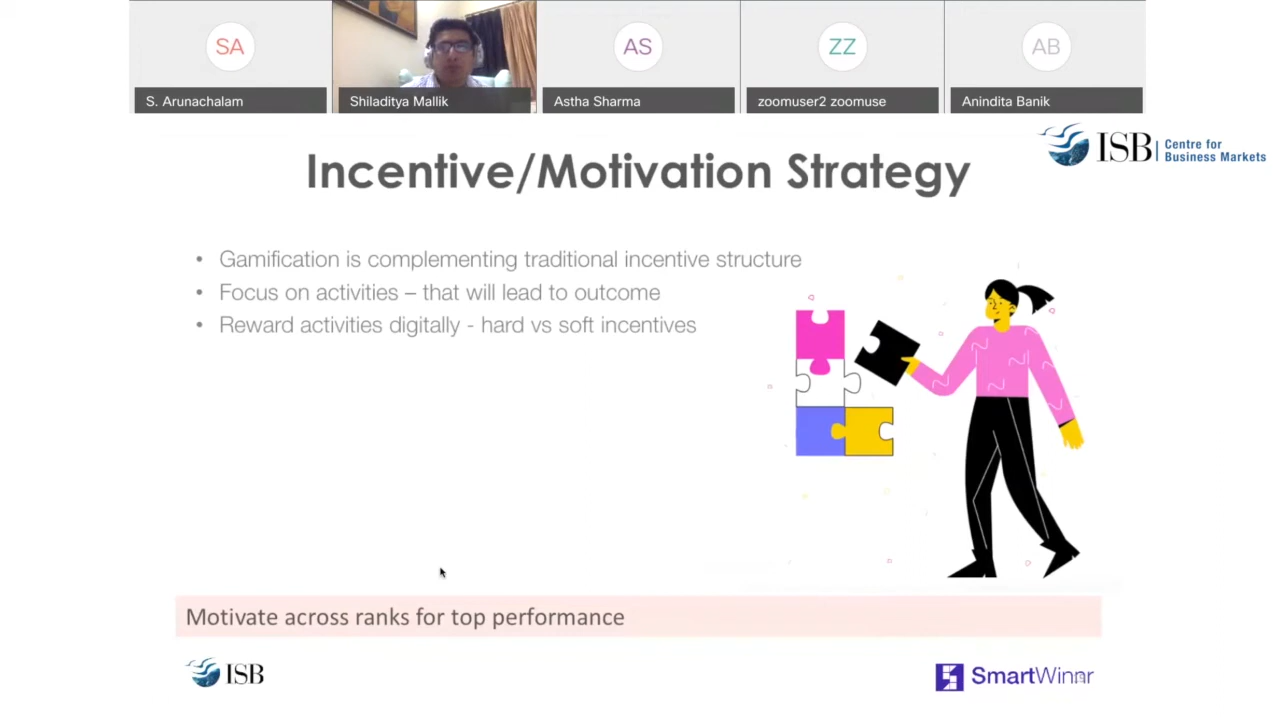 SA
AS
ZZ
AB
S. Arunachalam
Shiladitya Mallik
Astha Sharma
zoomuser2 zoomuse
Anindita Banik
ISB
Centre for
Business Markets
Incentive/Motivation Strategy
• Gamification is complementing traditional incentive structure
• Focus on activities – that will lead to outcome
• Reward activities digitally - hard vs soft incentives
Motivate across ranks for top performance
ISB
SmartWinnr